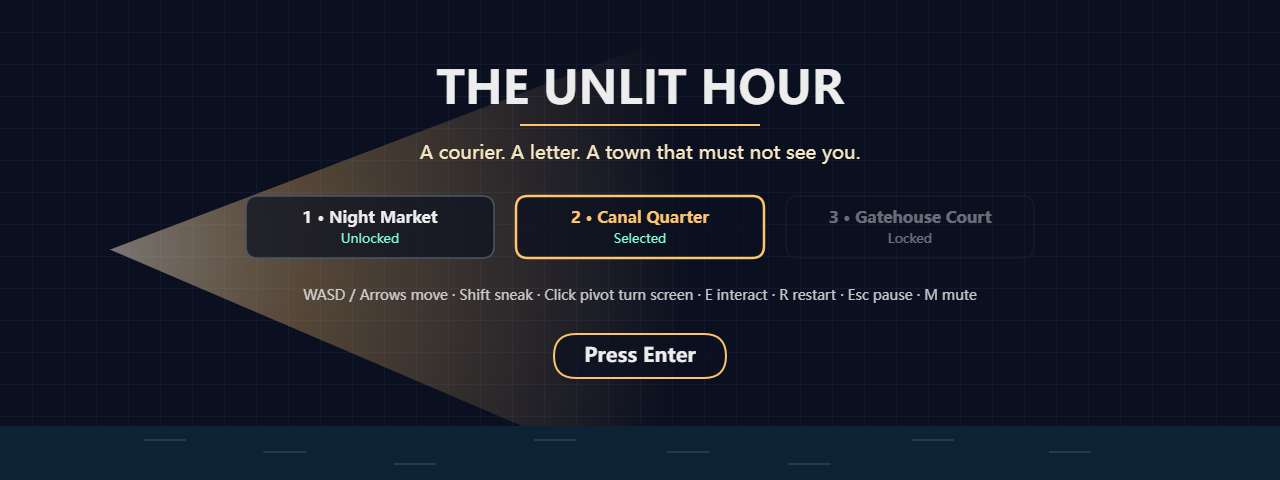 THE UNLIT HOUR
A courier. A letter. A town that must not see you.
1 • Night Market
Unlocked
2 • Canal Quarter
Selected
3 • Gatehouse Court
Locked
WASD / Arrows move · Shift sneak · Click pivot turn screen · E interact · R restart · Esc pause · M mute
Press Enter